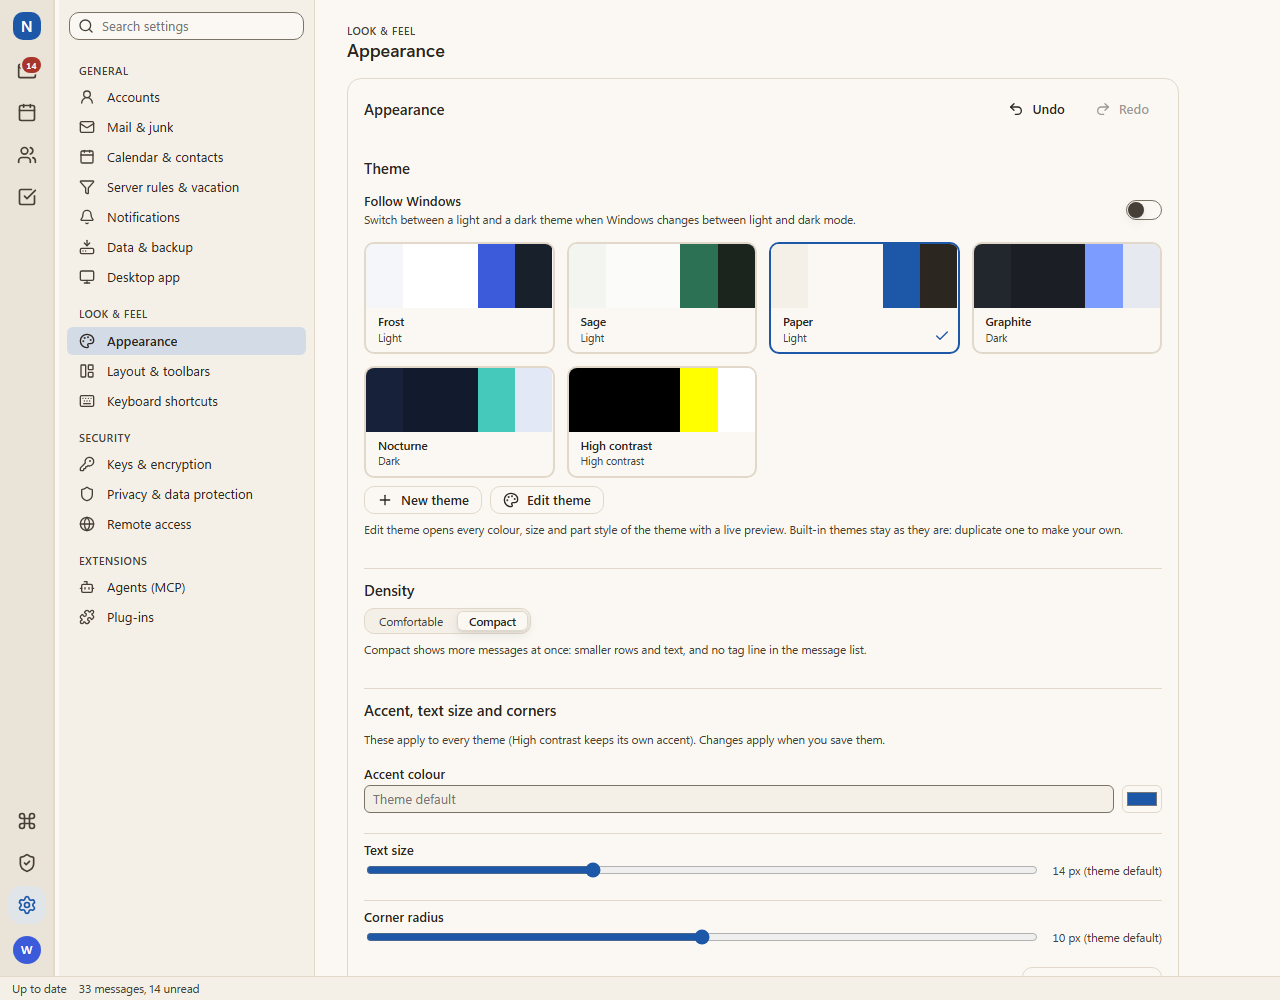 N
14
Search settings
GENERAL
Accounts
Mail & junk
Calendar & contacts
Server rules & vacation
Notifications
Data & backup
Desktop app
LOOK & FEEL
Appearance
Layout & toolbars
Keyboard shortcuts
SECURITY
Keys & encryption
Privacy & data protection
Remote access
EXTENSIONS
Agents (MCP)
Plug-ins
W
LOOK & FEEL
Appearance
Appearance
Undo
Redo
Theme
Follow Windows
Switch between a light and a dark theme when Windows changes between light and dark mode.
Frost
Light
Sage
Light
Paper
Light
Graphite
Dark
Nocturne
Dark
High contrast
High contrast
New theme
Edit theme
Edit theme opens every colour, size and part style of the theme with a live preview. Built-in themes stay as they are: duplicate one to make your own.
Density
Comfortable
Compact
Compact shows more messages at once: smaller rows and text, and no tag line in the message list.
Accent, text size and corners
These apply to every theme (High contrast keeps its own accent). Changes apply when you save them.
Accent colour
Theme default
Text size
14 px (theme default)
Corner radius
10 px (theme default)
Up to date
33 messages, 14 unread